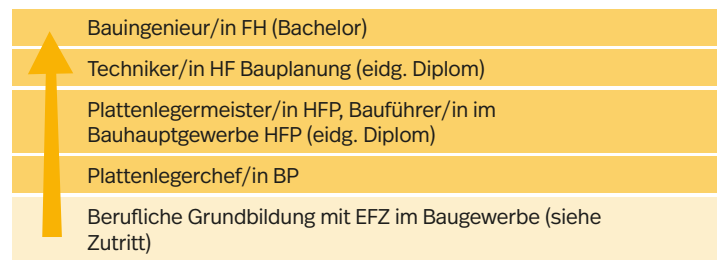 Bauingenieur/in FH (Bachelor)
Techniker/in HF Bauplanung (eidg. Diplom)
Plattenlegermeister/in HFP, Bauführer/in im
Bauhauptgewerbe HFP (eidg. Diplom)
Plattenlegerchef/in BP
Berufliche Grundbildung mit EFZ im Baugewerbe (siehe
Zutritt)